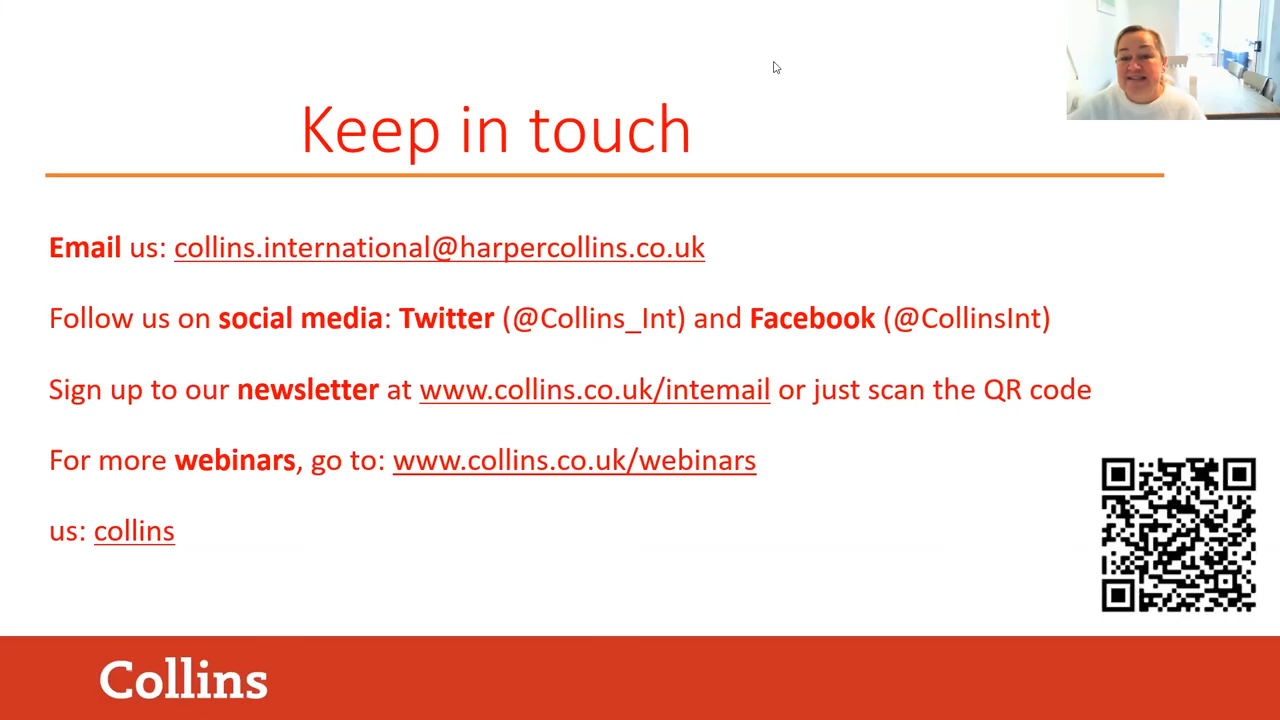 Keep in touch
Email us: collins.international@harpercollins.co.uk
Follow us on social media: Twitter (@Collins_Int) and Facebook (@CollinsInt)
Sign up to our newsletter at www.collins.co.uk/intemail or just scan the QR code
For more webinars, go to: www.collins.co.uk/webinars
us: collins
Collins